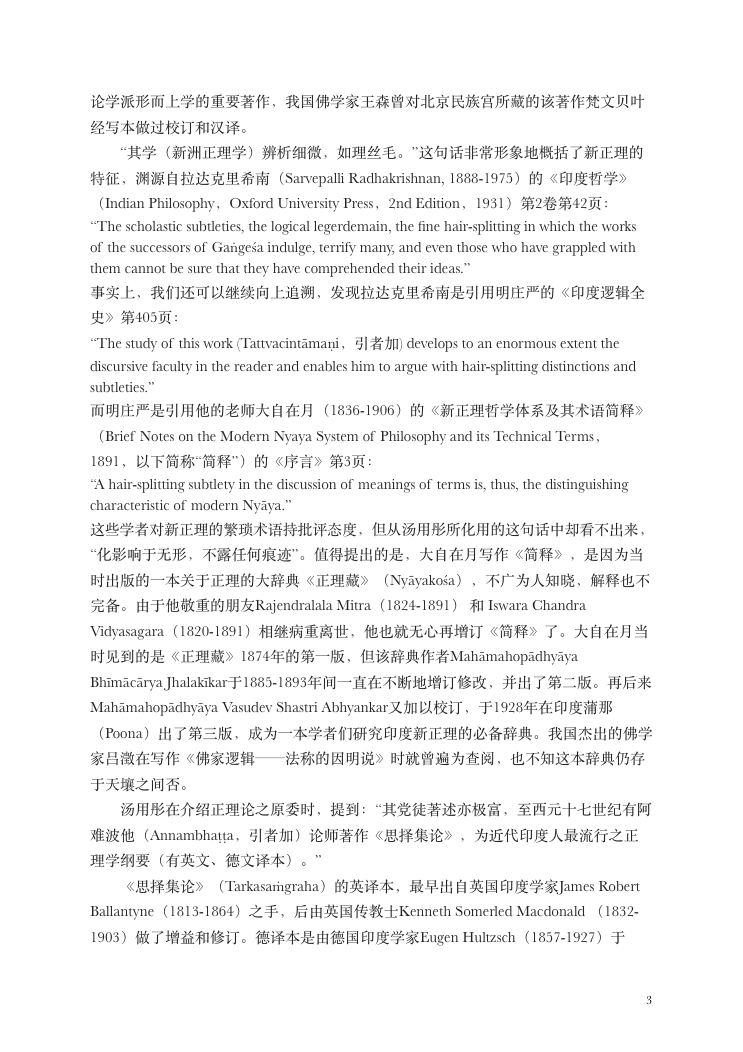 论学派形而上学的重要著作，我国佛学家王森曾对北京民族宫所藏的该著作梵文贝叶
经写本做过校订和汉译。
“其学（新洲正理学）辨析细微，如理丝毛。”这句话非常形象地概括了新正理的
特征，渊源自拉达克里希南（Sarvepalli Radhakrishnan, 1888-1975）的《印度哲学》
（Indian Philosophy，Oxford University Press，2nd Edition，1931）第2卷第42页：
“The scholastic subtleties, the logical legerdemain, the fine hair-splitting in which the works
of the successors of Gaṅgeśa indulge, terrify many, and even those who have grappled with
them cannot be sure that they have comprehended their ideas.”
事实上，我们还可以继续向上追溯，发现拉达克里希南是引用明庄严的《印度逻辑全
史》第405页：
“The study of this work (Tattvacintāmaṇi，引者加) develops to an enormous extent the
discursive faculty in the reader and enables him to argue with hair-splitting distinctions and
subtleties.”
而明庄严是引用他的老师大自在月（1836-1906）的《新正理哲学体系及其术语简释》
（Brief Notes on the Modern Nyaya System of Philosophy and its Technical Terms，
1891，以下简称“简释”）的《序言》第3页：
“A hair-splitting subtlety in the discussion of meanings of terms is, thus, the distinguishing
characteristic of modern Nyāya.”
这些学者对新正理的繁琐术语持批评态度，但从汤用彤所化用的这句话中却看不出来，
“化影响于无形，不露任何痕迹”。值得提出的是，大自在月写作《简释》，是因为当
时出版的一本关于正理的大辞典《正理藏》（Nyāyakośa），不广为人知晓，解释也不
完备。由于他敬重的朋友Rajendralala Mitra（1824-1891） 和 Iswara Chandra
Vidyasagara（1820-1891）相继病重离世，他也就无心再增订《简释》了。大自在月当
时见到的是《正理藏》1874年的第一版，但该辞典作者Mahāmahopādhyāya
Bhīmācārya Jhalakīkar于1885-1893年间一直在不断地增订修改，并出了第二版。再后来
Mahāmahopādhyāya Vasudev Shastri Abhyankar又加以校订，于1928年在印度蒲那
（Poona）出了第三版，成为一本学者们研究印度新正理的必备辞典。我国杰出的佛学
家吕澂在写作《佛家逻辑——法称的因明说》时就曾遍为查阅，也不知这本辞典仍存
于天壤之间否。
汤用彤在介绍正理论之原委时，提到：“其党徒著述亦极富，至西元十七世纪有阿
难波他（Annambhaṭṭa，引者加）论师著作《思择集论》，为近代印度人最流行之正
理学纲要（有英文、德文译本）。”
《思择集论》（Tarkasaṁgraha）的英译本，最早出自英国印度学家James Robert
Ballantyne（1813-1864）之手，后由英国传教士Kenneth Somerled Macdonald （1832-
1903）做了增益和修订。德译本是由德国印度学家Eugen Hultzsch（1857-1927）于
3